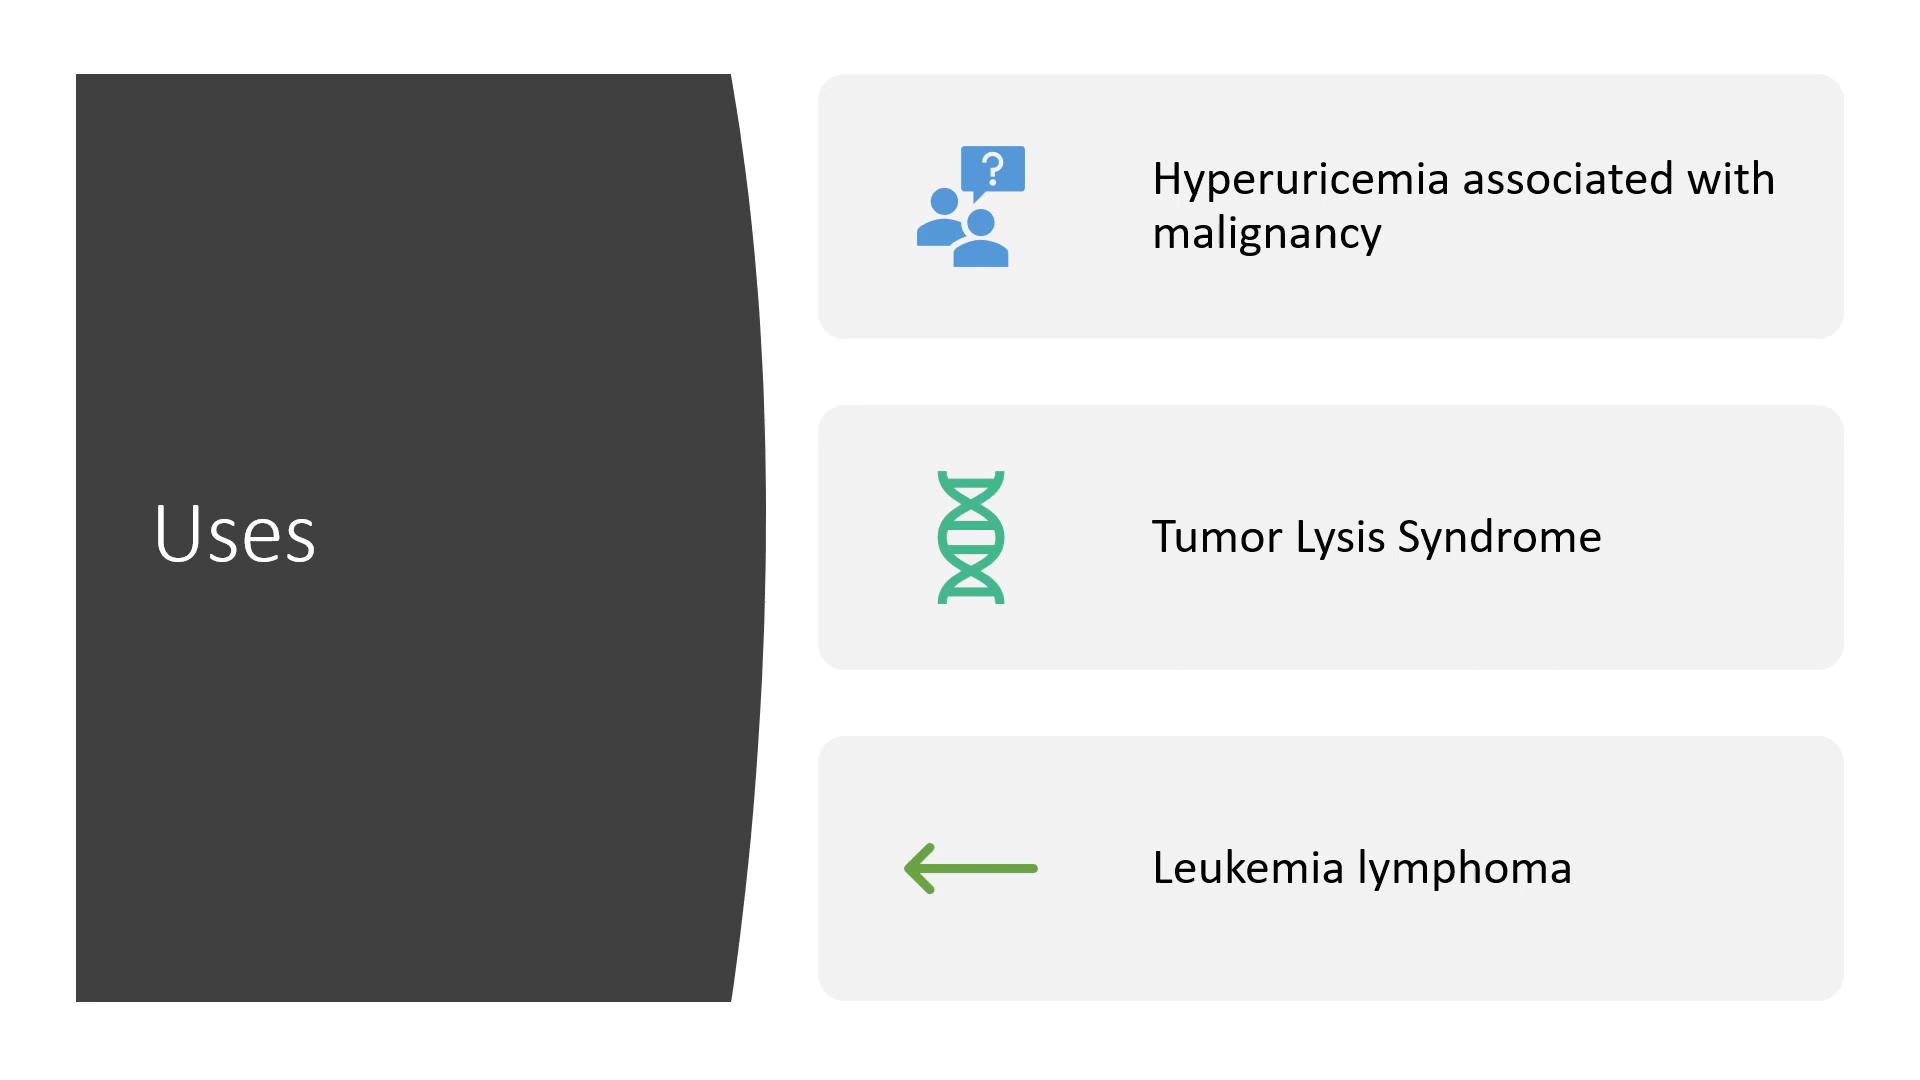 Uses
?
Hyperuricemia associated with
malignancy
Tumor Lysis Syndrome
Leukemia lymphoma